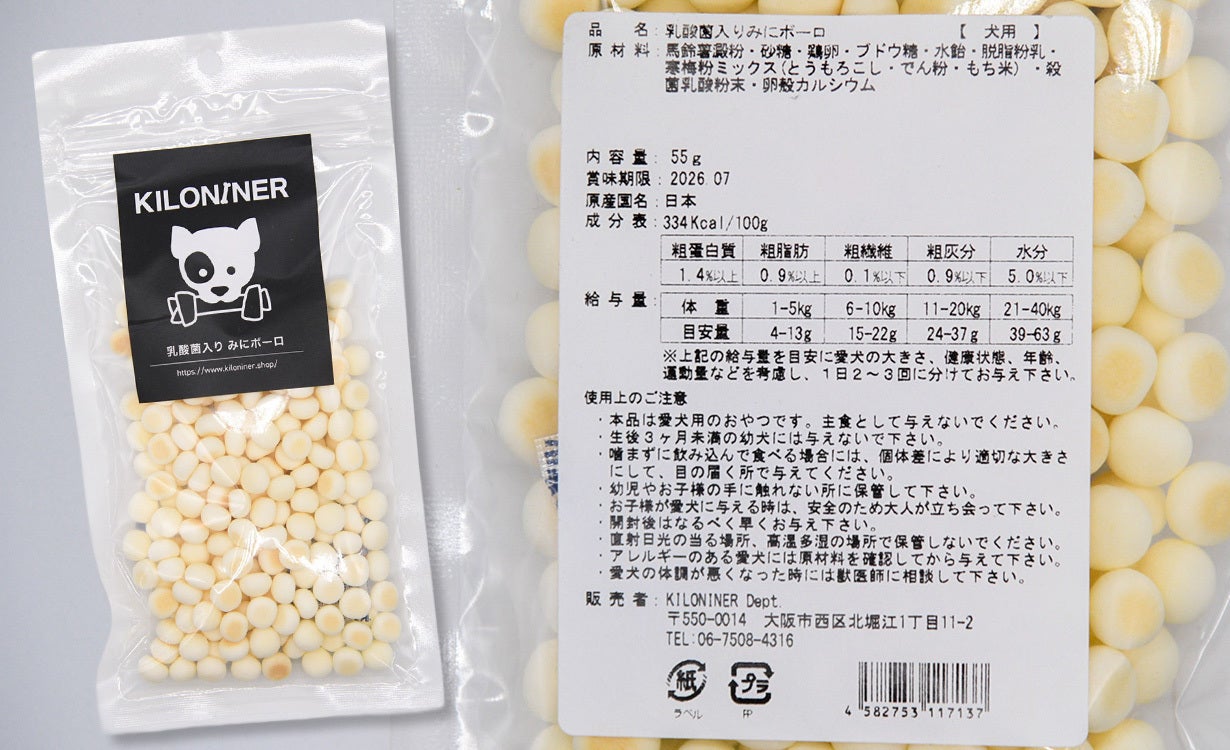 KILONINER
乳酸菌入り みにボーロ
https://www.kiloniner.shop/
品名：乳酸菌入りみにボーロ 【犬用】
原材料：馬鈴薯澱粉・砂糖・鶏卵・ブドウ糖・水飴・脱脂粉乳・
寒梅粉ミックス(とうもろこし・でん粉・もち米)・殺
菌乳酸粉末・卵殻カルシウム
内容量：55g
賞味期限：2026.07
原産国名：日本
成分表：334Kcal/100g
粗蛋白質 粗脂肪 粗繊維 粗灰分 水分
1.4%以上 0.9%以上 0.1%以下 0.9%以下 5.0%以下
給与量：体重 1-5kg 6-10kg 11-20kg 21-40kg
目安量 4-13g 15-22g 24-37g 39-63g
※上記の給与量を目安に愛犬の大きさ、健康状態、年齢、
運動量などを考慮し、1日2～3回に分けてお与え下さい。
使用上のご注意
・本品は愛犬用のおやつです。主食として与えないでください。
・生後3ヶ月未満の幼犬には与えないで下さい。
・噛まずに飲み込んで食べる場合には、個体差により適切な大きさ
にして、目の届く所で与えてください。
・幼児やお子様の手に触れない所に保管して下さい。
・お子様が愛犬に与える時は、安全のため大人が立ち会って下さい。
・開封後はなるべく早くお与え下さい。
・直射日光の当る場所、高温多湿の場所で保管しないでください。
・アレルギーのある愛犬には原材料を確認してから与えて下さい。
・愛犬の体調が悪くなった時には獣医師に相談して下さい。
販売者：KILONINER Dept.
〒550-0014 大阪市西区北堀江1丁目11-2
TEL:06-7508-4316
紙 プラ
ラベル PP
4 582753 117137